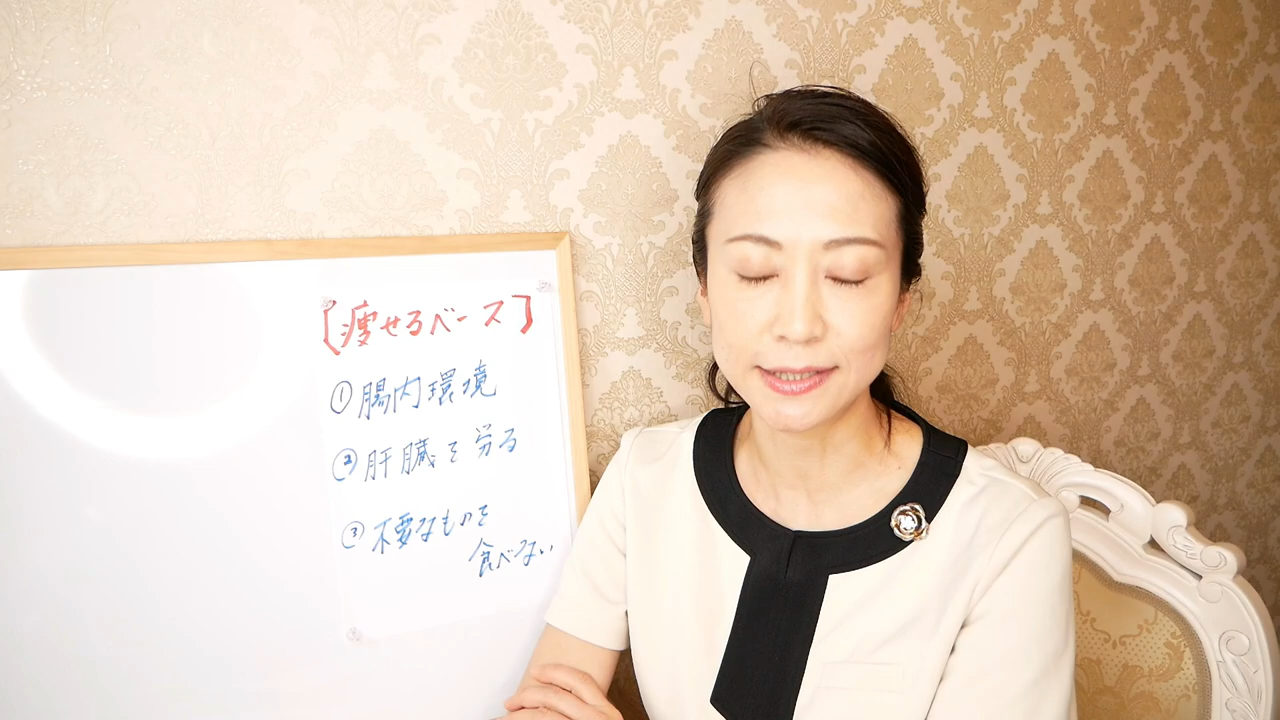 [痩せるベース]
①腸内環境
②肝臓を労る
③不要なものを
食べない